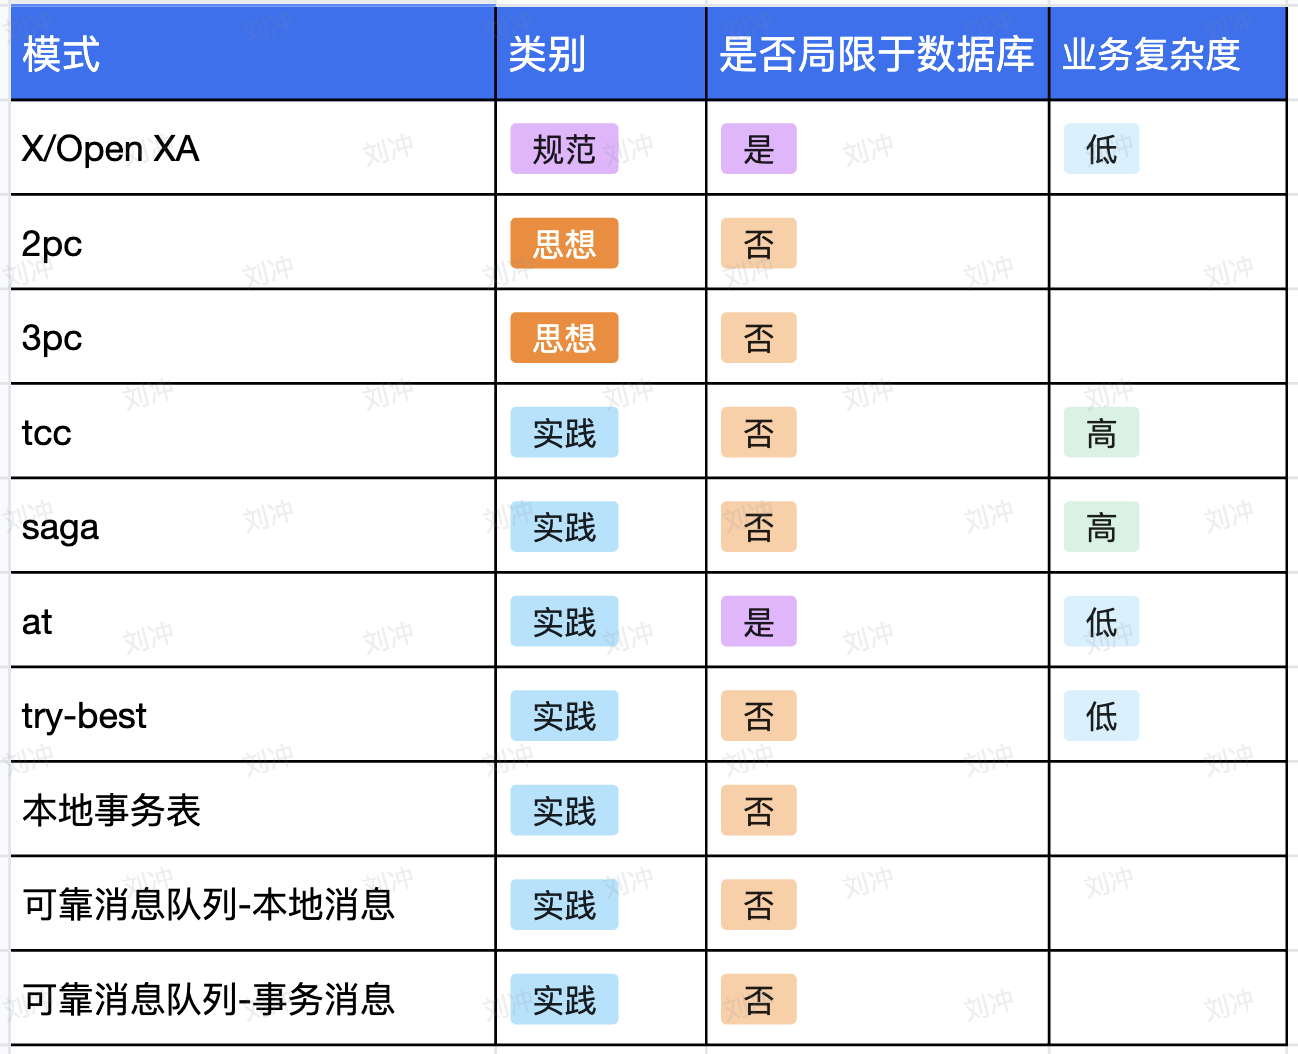 模式 类别 是否局限于数据库 业务复杂度
X/Open XA 规范 是 低
2pc 思想 否
3pc 思想 否
tcc 实践 否 高
saga 实践 否 高
at 实践 是 低
try-best 实践 否 低
本地事务表 实践 否
可靠消息队列-本地消息 实践 否
可靠消息队列-事务消息 实践 否
刘冲